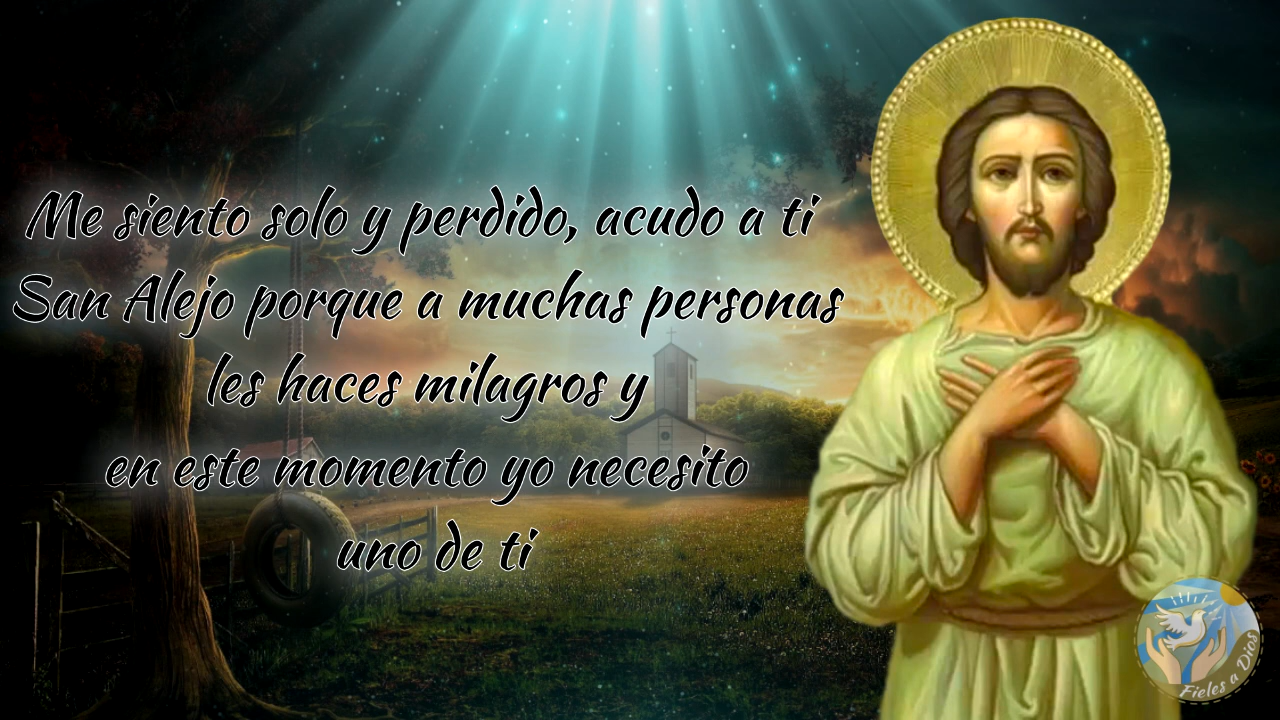 Me siento solo y perdido, acudo a ti
San Alejo porque a muchas personas
les haces milagros y
en este momento yo necesito
uno de ti
Fieles a Dios